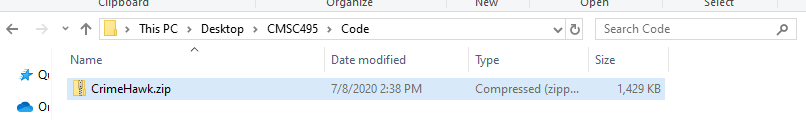 Clipboard Organize New Open Select
This PC > Desktop > CMSC495 > Code Search Code
Name Date modified Type Size
Qu
CrimeHawk.zip 7/8/2020 2:38 PM Compressed (zipp... 1,429 KB
On